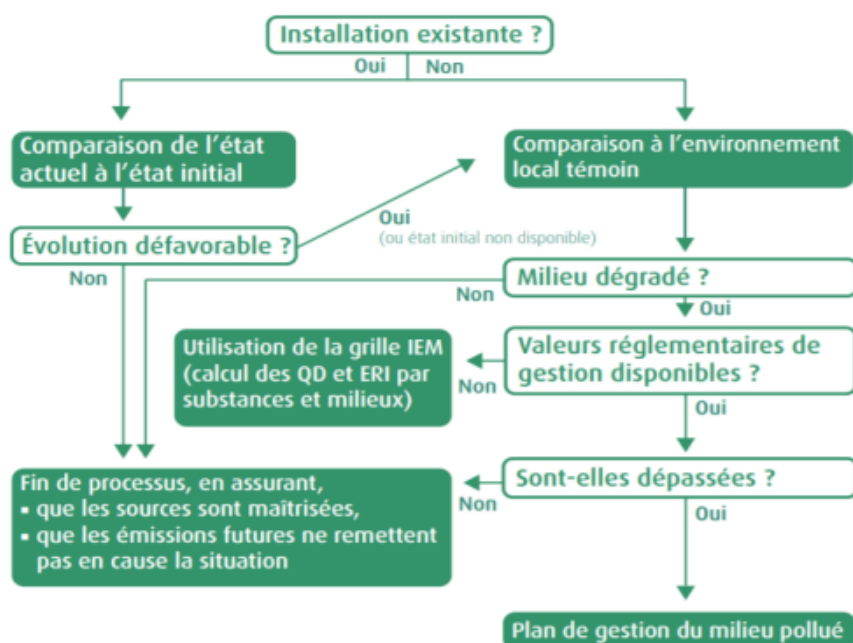 Installation existante ?
Oui
Non
Comparaison de l'état
actuel à l'état initial
Comparaison à l'environnement
local témoin
Oui
(ou état initial non disponible)
Évolution défavorable ?
Non
Milieu dégradé ?
Non
Oui
Utilisation de la grille IEM
(calcul des QD et ERI par
substances et milieux)
Valeurs réglementaires de
gestion disponibles ?
Non
Oui
Fin de processus, en assurant,
▪ que les sources sont maîtrisées,
▪ que les émissions futures ne remettent
pas en cause la situation
Sont-elles dépassées ?
Non
Oui
Plan de gestion du milieu pollué